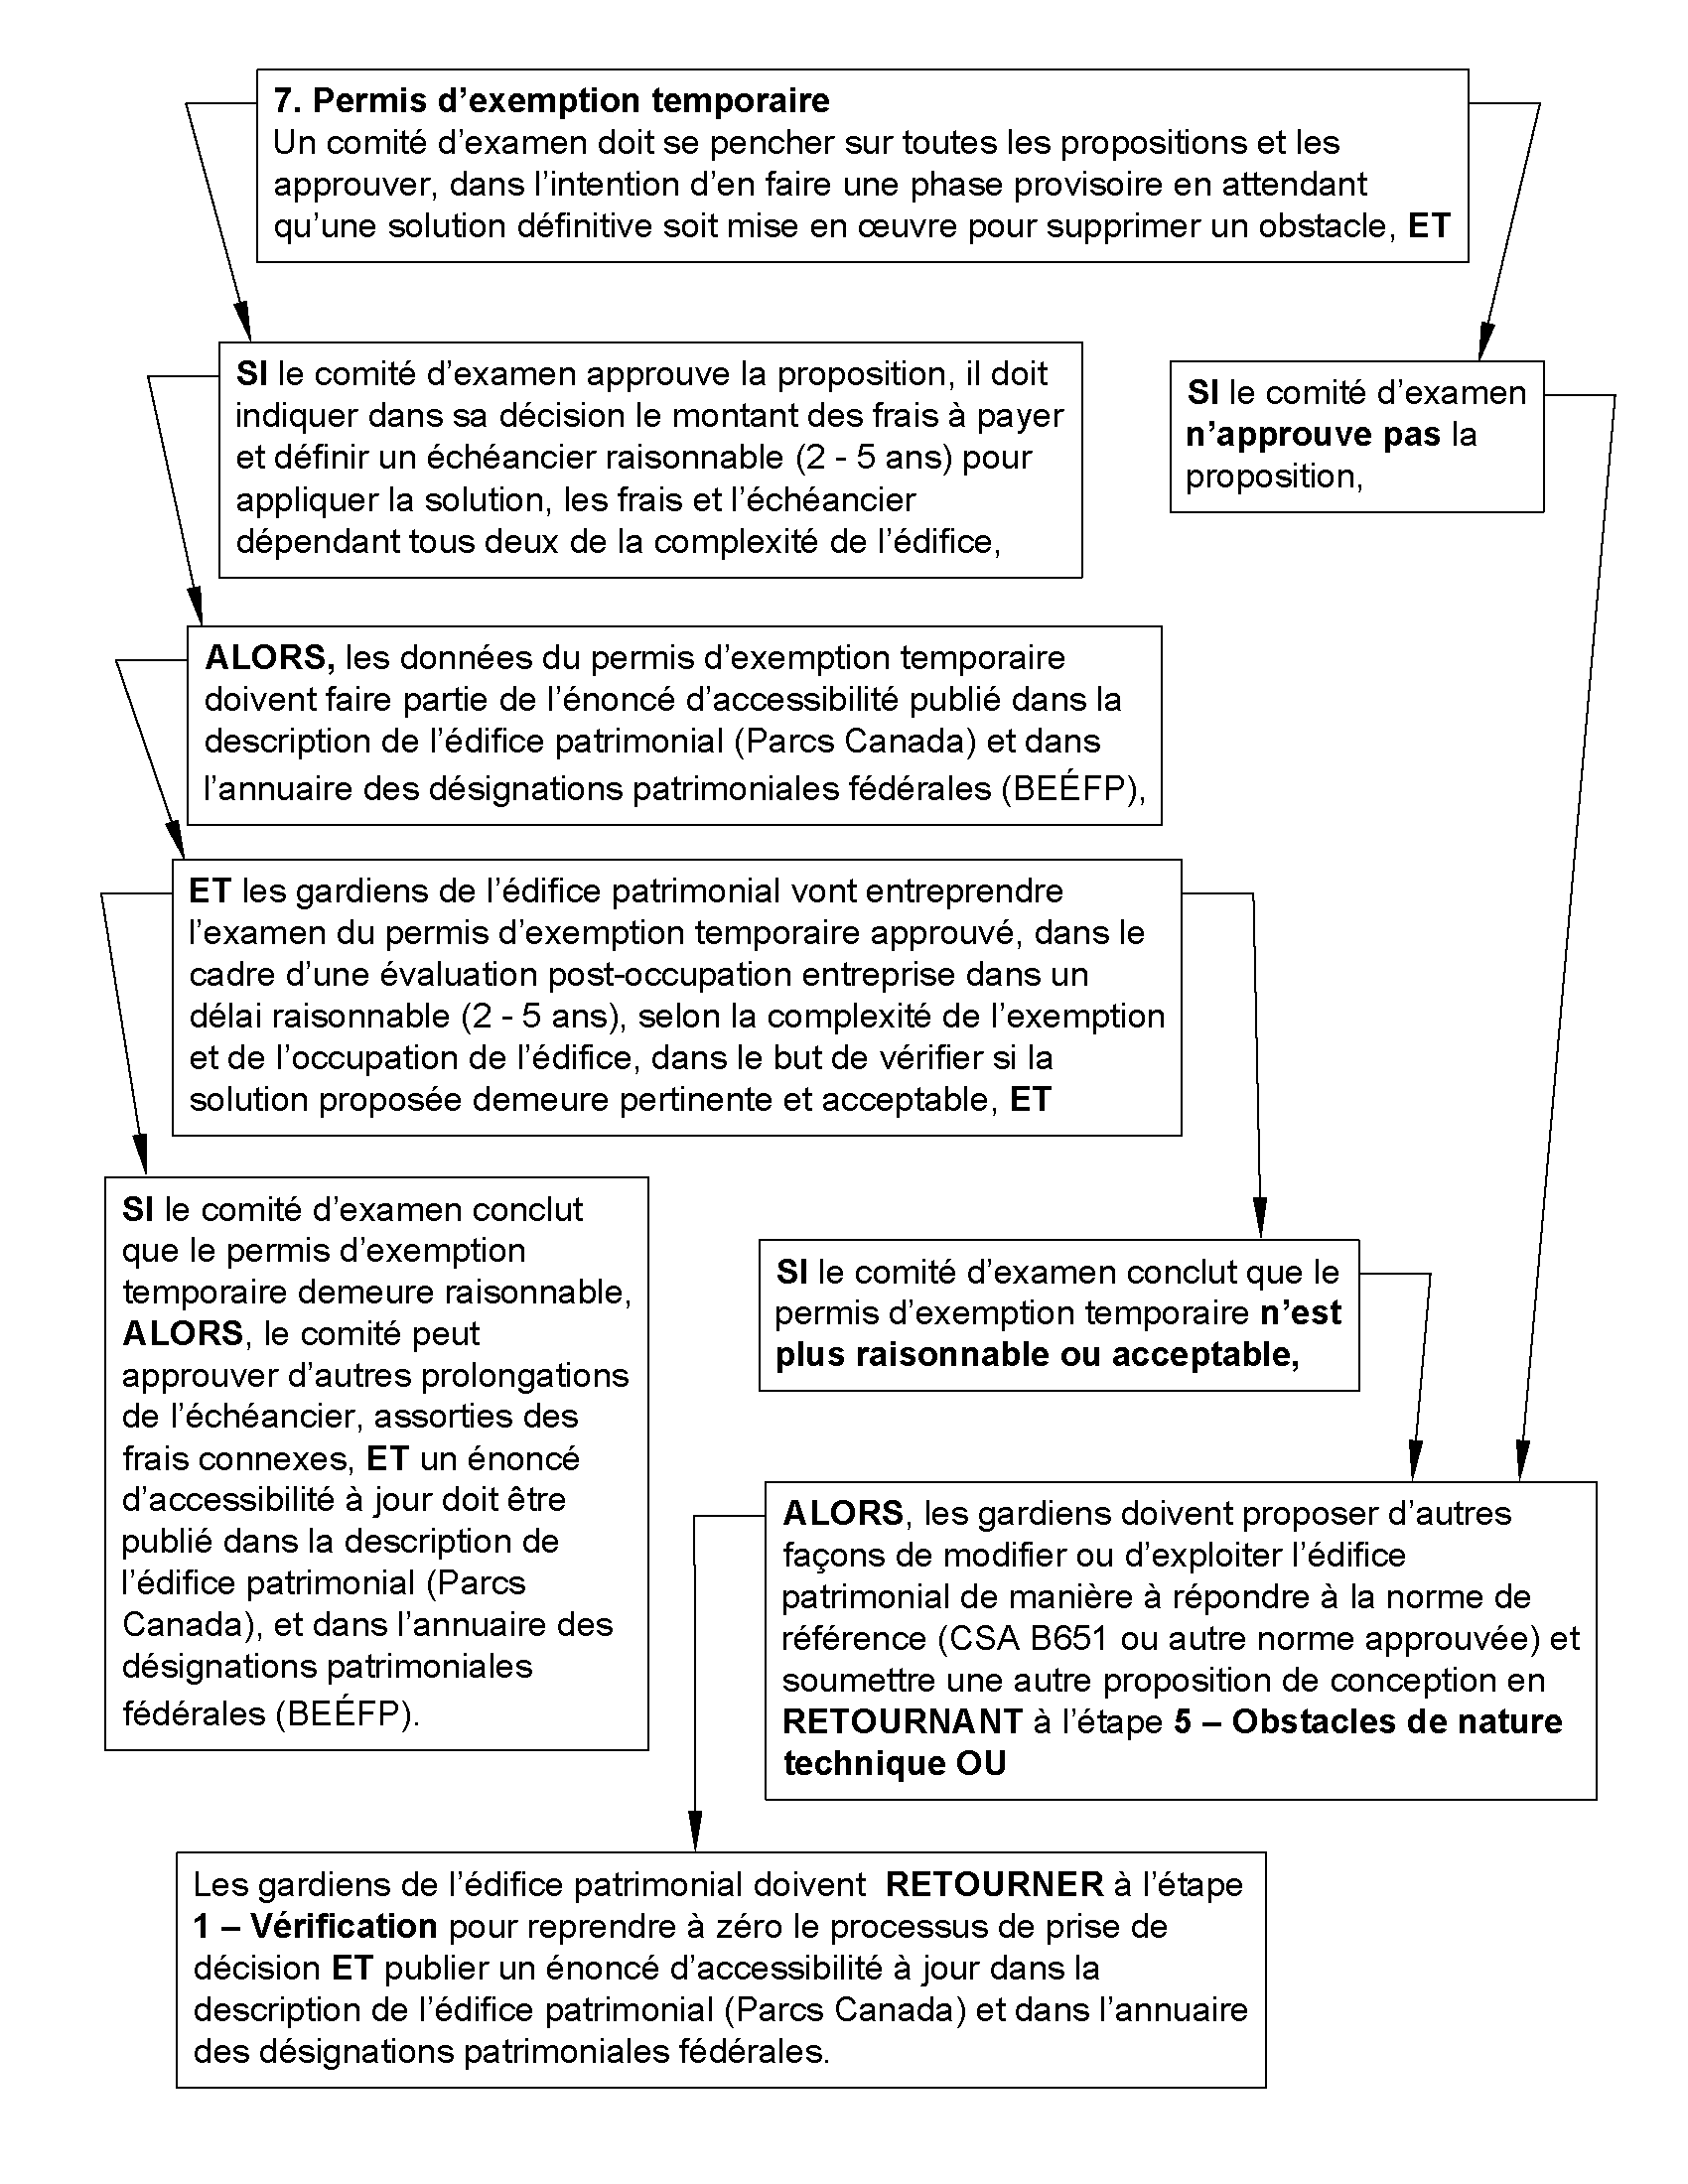 7. Permis d’exemption temporaire
Un comité d’examen doit se pencher sur toutes les propositions et les
approuver, dans l’intention d’en faire une phase provisoire en attendant
qu’une solution définitive soit mise en œuvre pour supprimer un obstacle, ET
SI le comité d’examen approuve la proposition, il doit
indiquer dans sa décision le montant des frais à payer
et définir un échéancier raisonnable (2 - 5 ans) pour
appliquer la solution, les frais et l’échéancier
dépendant tous deux de la complexité de l’édifice,
SI le comité d’examen
n’approuve pas la
proposition,
ALORS, les données du permis d’exemption temporaire
doivent faire partie de l’énoncé d’accessibilité publié dans la
description de l’édifice patrimonial (Parcs Canada) et dans
l’annuaire des désignations patrimoniales fédérales (BEÉFP),
ET les gardiens de l’édifice patrimonial vont entreprendre
l’examen du permis d’exemption temporaire approuvé, dans le
cadre d’une évaluation post-occupation entreprise dans un
délai raisonnable (2 - 5 ans), selon la complexité de l’exemption
et de l’occupation de l’édifice, dans le but de vérifier si la
solution proposée demeure pertinente et acceptable, ET
SI le comité d’examen conclut
que le permis d’exemption
temporaire demeure raisonnable,
ALORS, le comité peut
approuver d’autres prolongations
de l’échéancier, assorties des
frais connexes, ET un énoncé
d’accessibilité à jour doit être
publié dans la description de
l’édifice patrimonial (Parcs
Canada), et dans l’annuaire des
désignations patrimoniales
fédérales (BEÉFP).
SI le comité d’examen conclut que le
permis d’exemption temporaire n’est
plus raisonnable ou acceptable,
ALORS, les gardiens doivent proposer d’autres
façons de modifier ou d’exploiter l’édifice
patrimonial de manière à répondre à la norme de
référence (CSA B651 ou autre norme approuvée) et
soumettre une autre proposition de conception en
RETOURNANT à l’étape 5 – Obstacles de nature
technique OU
Les gardiens de l’édifice patrimonial doivent  RETOURNER à l’étape
1 – Vérification pour reprendre à zéro le processus de prise de
décision ET publier un énoncé d’accessibilité à jour dans la
description de l’édifice patrimonial (Parcs Canada) et dans l’annuaire
des désignations patrimoniales fédérales.